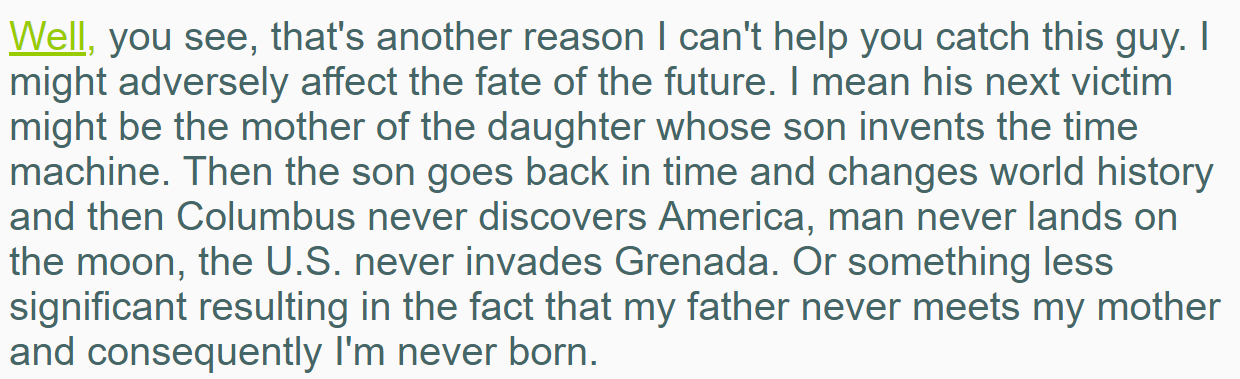 Well, you see, that's another reason I can't help you catch this guy. I
might adversely affect the fate of the future. I mean his next victim
might be the mother of the daughter whose son invents the time
machine. Then the son goes back in time and changes world history
and then Columbus never discovers America, man never lands on
the moon, the U.S. never invades Grenada. Or something less
significant resulting in the fact that my father never meets my mother
and consequently I'm never born.